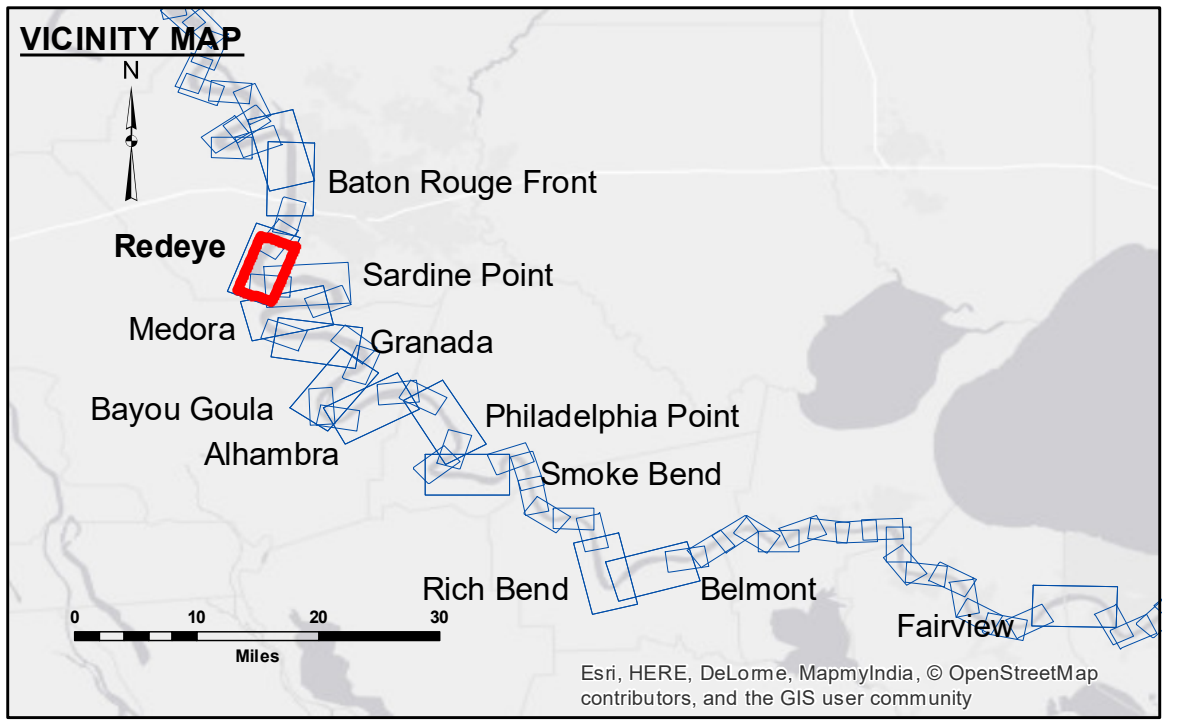 VICINITY MAP
N
Baton Rouge Front
Redeye
Sardine Point
Medora
Granada
Bayou Goula
Philadelphia Point
Alhambra
Smoke Bend
Rich Bend
Belmont
Fairview
0 10 20 30
Miles
Esri, HERE, DeLorme, MapmyIndia, © OpenStreetMap
contributors, and the GIS user community